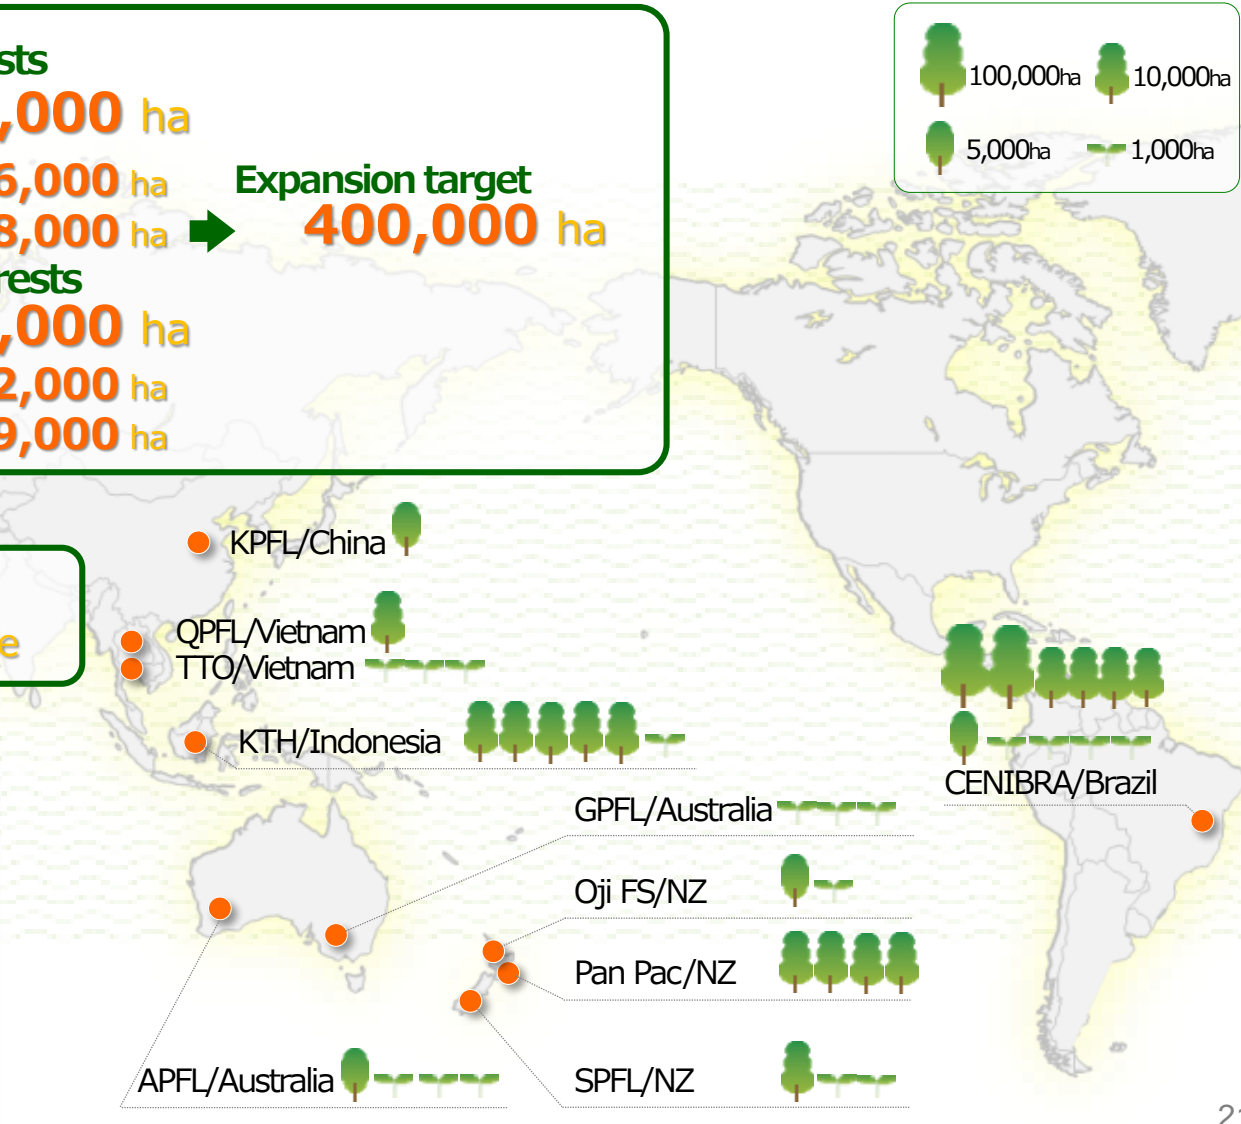 sts
,000 ha
6,000 ha
8,000 ha
Expansion target
400,000 ha
rests
,000 ha
2,000 ha
9,000 ha
100,000ha
10,000ha
5,000ha
1,000ha
KPFL/China
e
QPFL/Vietnam
TTO/Vietnam
KTH/Indonesia
CENIBRA/Brazil
GPFL/Australia
Oji FS/NZ
Pan Pac/NZ
APFL/Australia
SPFL/NZ
21